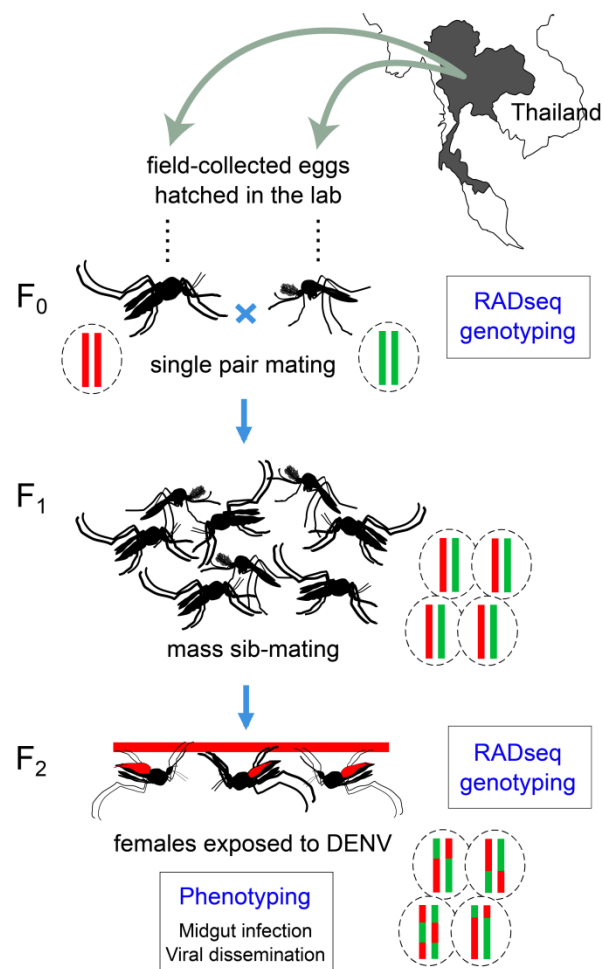 Thailand
field-collected eggs
hatched in the lab
F0
RADseq
genotyping
single pair mating
F1
mass sib-mating
F2
RADseq
genotyping
females exposed to DENV
Phenotyping
Midgut infection
Viral dissemination